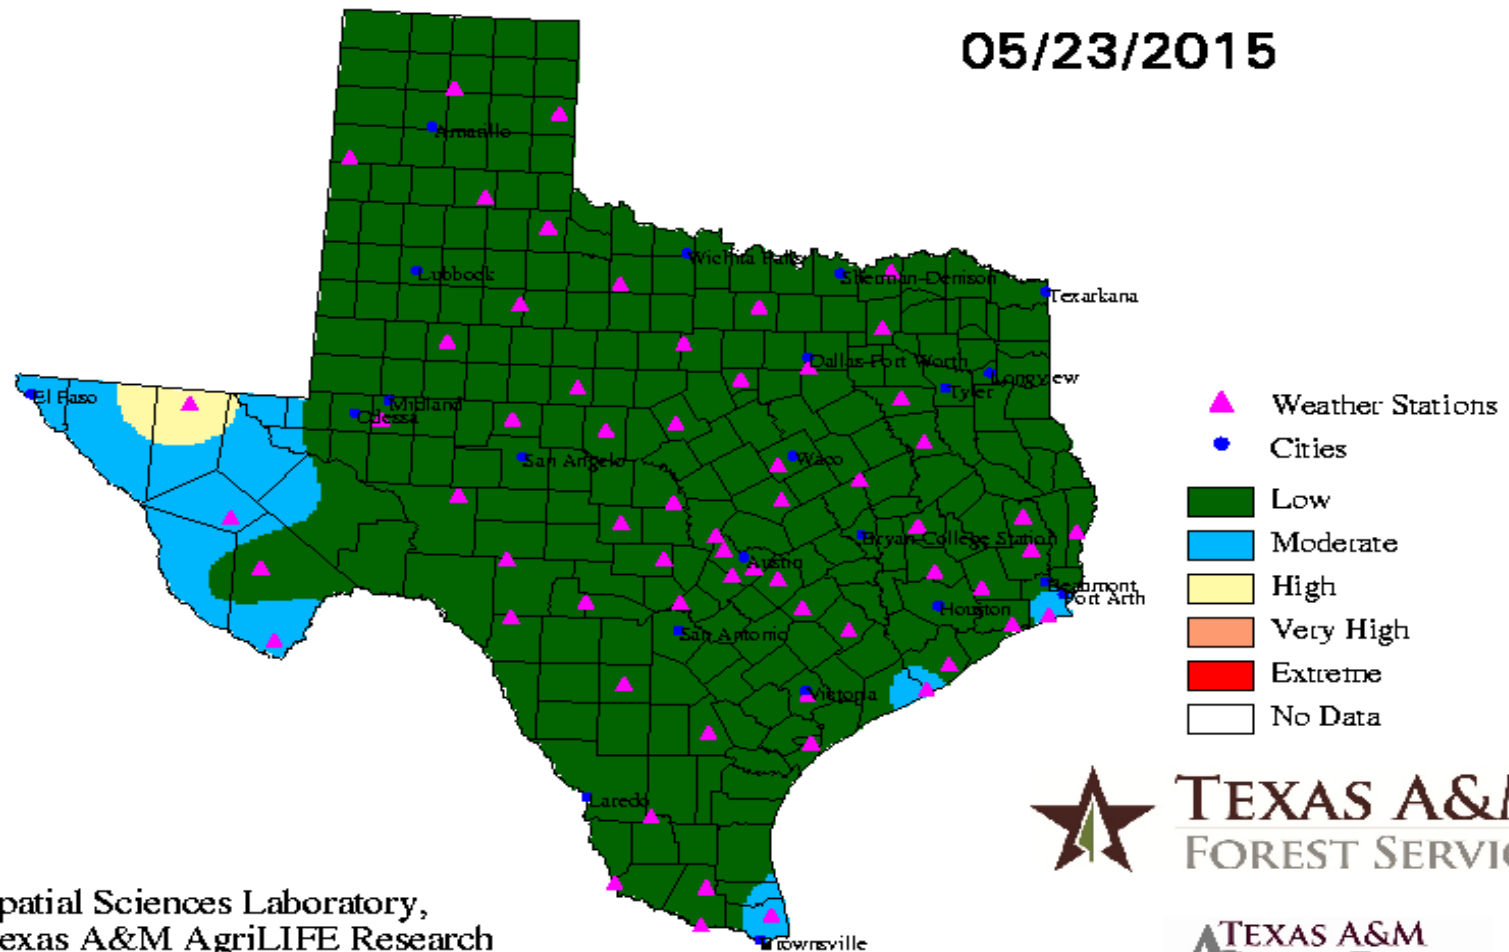 05/23/2015
Amarillo
Lubbock
Wichita Falls
Sherman-Denison
Texarkana
Dallas-Fort Worth
Longview
Tyler
El Paso
Midland
Odessa
San Angelo
Waco
Bryan-College Station
Austin
Beaumont
Port Arth
Houston
San Antonio
Victoria
Laredo
Brownsville
Weather Stations
Cities
Low
Moderate
High
Very High
Extreme
No Data
TEXAS A&M
FOREST SERVIC
patial Sciences Laboratory,
exas A&M AgriLIFE Research
TEXAS A&M